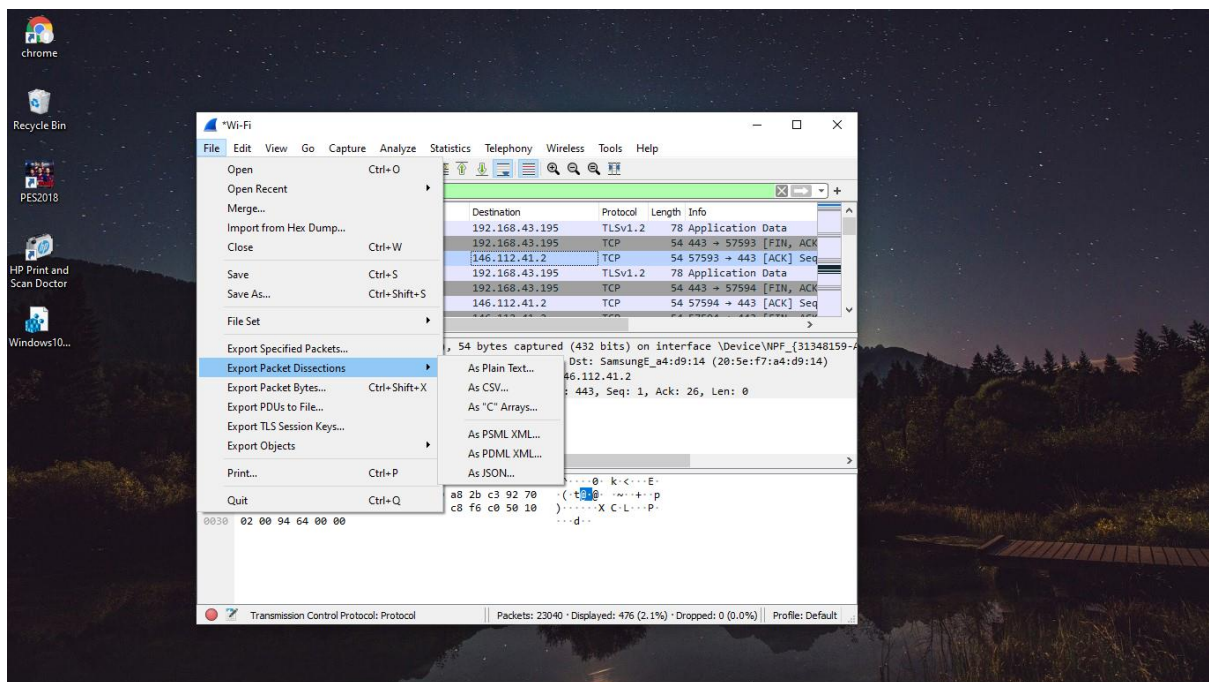 chrome
Recycle Bin
PES2018
HP Print and
Scan Doctor
Windows10...
*Wi-Fi
File Edit View Go Capture Analyze Statistics Telephony Wireless Tools Help
Open Ctrl+O
Open Recent
Merge...
Import from Hex Dump...
Close Ctrl+W
Save Ctrl+S
Save As... Ctrl+Shift+S
File Set
Export Specified Packets...
Export Packet Dissections
Export Packet Bytes... Ctrl+Shift+X
Export PDUs to File...
Export TLS Session Keys...
Export Objects
Print... Ctrl+P
Quit Ctrl+Q
As Plain Text...
As CSV...
As "C" Arrays...
As PSML XML...
As PDML XML...
As JSON...
Destination Protocol Length Info
192.168.43.195 TLSv1.2 78 Application Data
192.168.43.195 TCP 54 443 → 57593 [FIN, ACK
146.112.41.2 TCP 54 57593 → 443 [ACK] Seq
192.168.43.195 TLSv1.2 78 Application Data
192.168.43.195 TCP 54 443 → 57594 [FIN, ACK
146.112.41.2 TCP 54 57594 → 443 [ACK] Seq
, 54 bytes captured (432 bits) on interface \Device\NPF_{31348159-
Dst: SamsungE_a4:d9:14 (20:5e:f7:a4:d9:14)
46.112.41.2
: 443, Seq: 1, Ack: 26, Len: 0
····0· k·<···E·
a8 2b c3 92 70 ·(·t@·@· ·~··+··p
c8 f6 c0 50 10 )······X C·L···P·
0030 02 00 94 64 00 00 ···d··
Transmission Control Protocol: Protocol
Packets: 23040 · Displayed: 476 (2.1%) · Dropped: 0 (0.0%)
Profile: Default